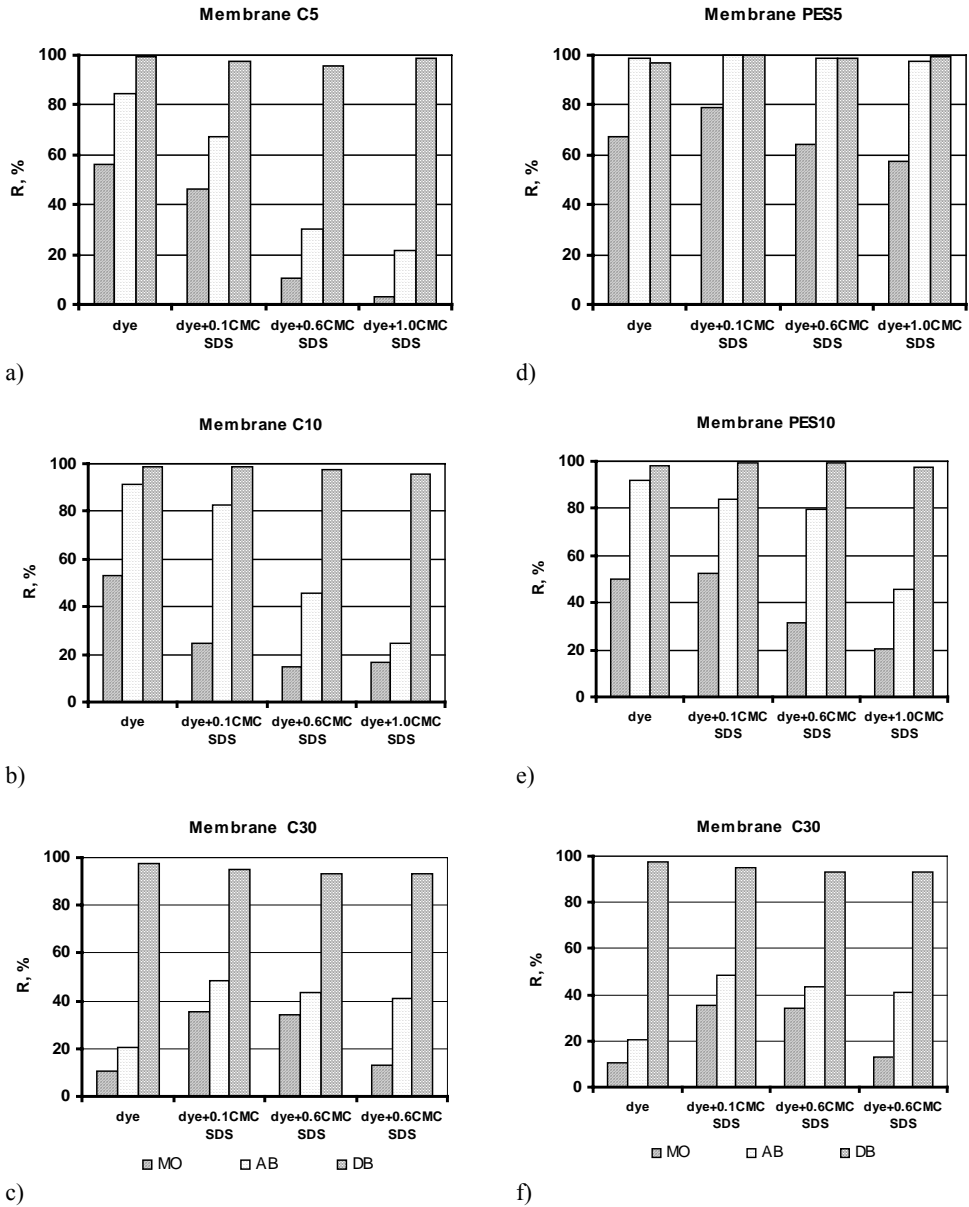 Membrane C5
100
80
60
40
20
0
R, %
dye dye+0.1CMC SDS dye+0.6CMC SDS dye+1.0CMC SDS
a)
Membrane PES5
100
80
60
40
20
0
R, %
dye dye+0.1CMC SDS dye+0.6CMC SDS dye+1.0CMC SDS
d)
Membrane C10
100
80
60
40
20
0
R, %
dye dye+0.1CMC SDS dye+0.6CMC SDS dye+1.0CMC SDS
b)
Membrane PES10
100
80
60
40
20
0
R, %
dye dye+0.1CMC SDS dye+0.6CMC SDS dye+1.0CMC SDS
e)
Membrane C30
100
80
60
40
20
0
R, %
dye dye+0.1CMC SDS dye+0.6CMC SDS dye+0.6CMC SDS
MO AB DB
c)
Membrane C30
100
80
60
40
20
0
R, %
dye dye+0.1CMC SDS dye+0.6CMC SDS dye+0.6CMC SDS
MO AB DB
f)